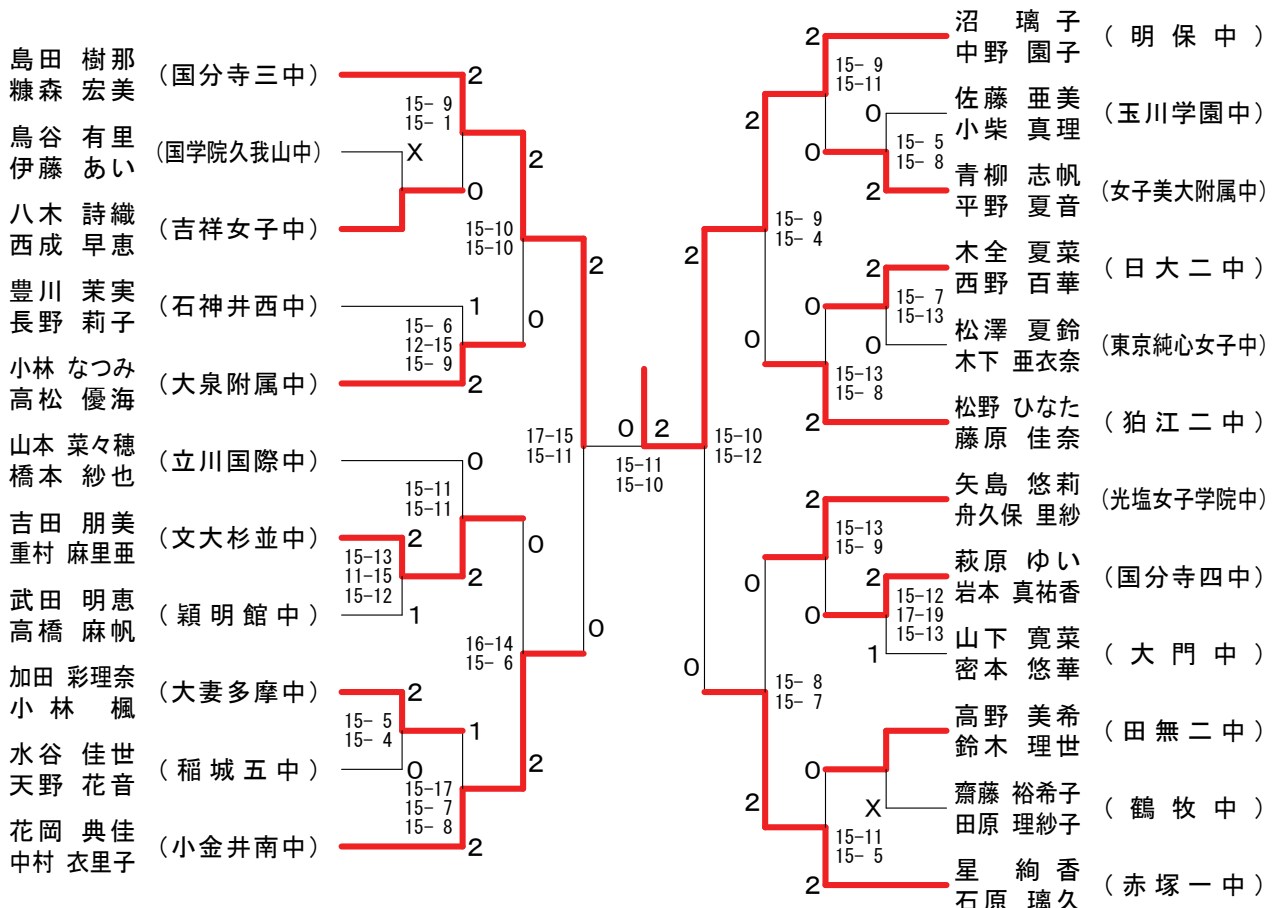 島田 樹那
糠森 宏美
(国分寺三中)
2
15- 9
15- 1
鳥谷 有里
伊藤 あい
(国学院久我山中)
X
0
八木 詩織
西成 早恵
(吉祥女子中)
2
15-10
15-10
豊川 茉実
長野 莉子
(石神井西中)
1
15- 6
12-15
15- 9
0
小林 なつみ
高松 優海
(大泉附属中)
2
2
17-15
15-11
山本 菜々穂
橋本 紗也
(立川国際中)
0
15-11
15-11
吉田 朋美
重村 麻里亜
(文大杉並中)
2
15-13
11-15
15-12
2
0
武田 明恵
高橋 麻帆
(穎明館中)
1
16-14
15- 6
0
加田 彩理奈
小林 楓
(大妻多摩中)
2
15- 5
15- 4
1
水谷 佳世
天野 花音
(稲城五中)
0
15-17
15- 7
15- 8
2
花岡 典佳
中村 衣里子
(小金井南中)
2
0 2
15-11
15-10
沼 璃子
中野 園子
(明保中)
2
15- 9
15-11
佐藤 亜美
小柴 真理
(玉川学園中)
0
15- 5
15- 8
2
0
青柳 志帆
平野 夏音
(女子美大附属中)
2
15- 9
15- 4
2
木全 夏菜
西野 百華
(日大二中)
2
15- 7
15-13
0
松澤 夏鈴
木下 亜衣奈
(東京純心女子中)
0
0
15-13
15- 8
松野 ひなた
藤原 佳奈
(狛江二中)
2
15-10
15-12
矢島 悠莉
舟久保 里紗
(光塩女子学院中)
2
15-13
15- 9
萩原 ゆい
岩本 真祐香
(国分寺四中)
2
15-12
17-19
15-13
0
0
山下 寛菜
密本 悠華
(大門中)
1
0
15- 8
15- 7
高野 美希
鈴木 理世
(田無二中)
0
齋藤 裕希子
田原 理紗子
(鶴牧中)
X
2
15-11
15- 5
星 絢香
石原 璃久
(赤塚一中)
2